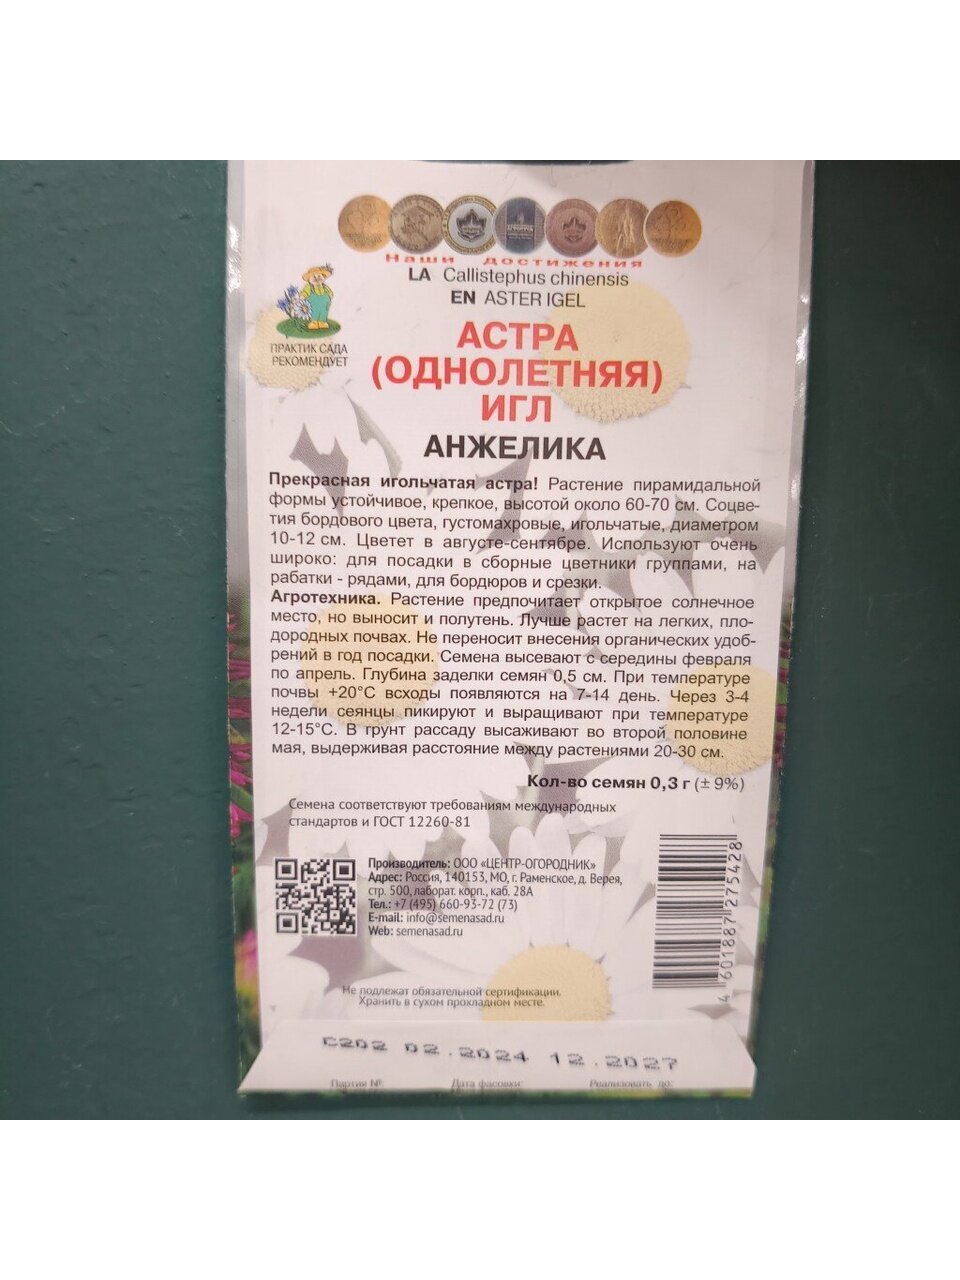 Наши достижения
LA Callistephus chinensis
EN ASTER IGEL
ПРАКТИК САДА
РЕКОМЕНДУЕТ
АСТРА
(ОДНОЛЕТНЯЯ)
ИГЛ
АНЖЕЛИКА
Прекрасная игольчатая астра! Растение пирамидальной
формы устойчивое, крепкое, высотой около 60-70 см. Соцве-
тия бордового цвета, густомахровые, игольчатые, диаметром
10-12 см. Цветет в августе-сентябре. Используют очень
широко: для посадки в сборные цветники группами, на
рабатки - рядами, для бордюров и срезки.
Агротехника. Растение предпочитает открытое солнечное
место, но выносит и полутень. Лучше растет на легких, пло-
дородных почвах. Не переносит внесения органических удоб-
рений в год посадки. Семена высевают с середины февраля
по апрель. Глубина заделки семян 0,5 см. При температуре
почвы +20°С всходы появляются на 7-14 день. Через 3-4
недели сеянцы пикируют и выращивают при температуре
12-15°С. В грунт рассаду высаживают во второй половине
мая, выдерживая расстояние между растениями 20-30 см.
Кол-во семян 0,3 г (± 9%)
Семена соответствуют требованиям международных
стандартов и ГОСТ 12260-81
Производитель: ООО «ЦЕНТР-ОГОРОДНИК»
Адрес: Россия, 140153, МО, г. Раменское, д. Верея,
стр. 500, лаборат. корп., каб. 28А
Тел.: +7 (495) 660-93-72 (73)
E-mail: info@semenasad.ru
Web: semenasad.ru
4 601887 275428
Не подлежат обязательной сертификации.
Хранить в сухом прохладном месте.
С202 02.2024 12.2027
Партия №: Дата фасовки: Реализовать до: